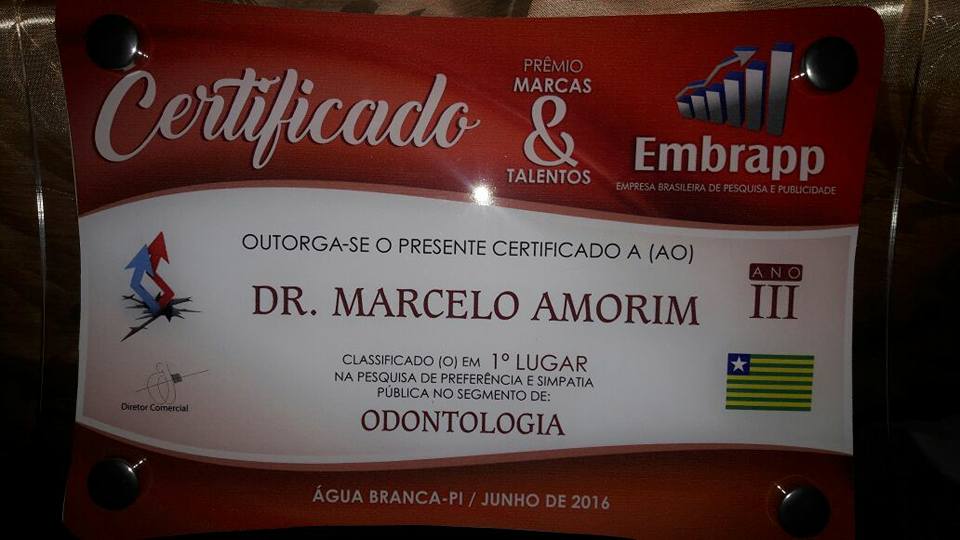 Certificado
PRÊMIO
MARCAS
&
TALENTOS
Embrapp
EMPRESA BRASILEIRA DE PESQUISA E PUBLICIDADE
OUTORGA-SE O PRESENTE CERTIFICADO A (AO)
DR. MARCELO AMORIM
ANO
III
CLASSIFICADO (O) EM 1º LUGAR
NA PESQUISA DE PREFERÊNCIA E SIMPATIA
PÚBLICA NO SEGMENTO DE:
ODONTOLOGIA
Diretor Comercial
ÁGUA BRANCA-PI / JUNHO DE 2016